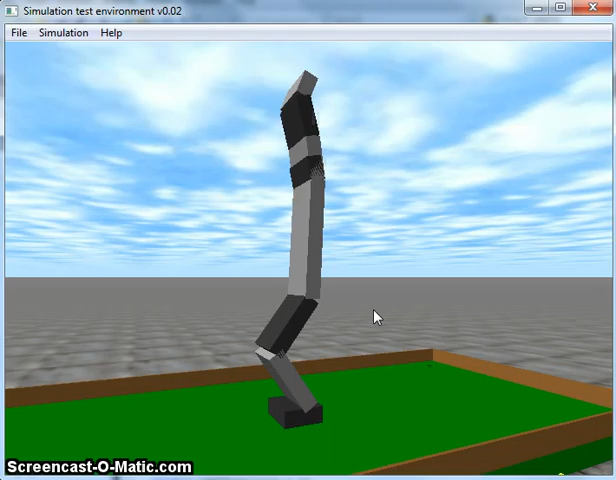 Simulation test environment v0.02
File Simulation Help
Screencast-O-Matic.com